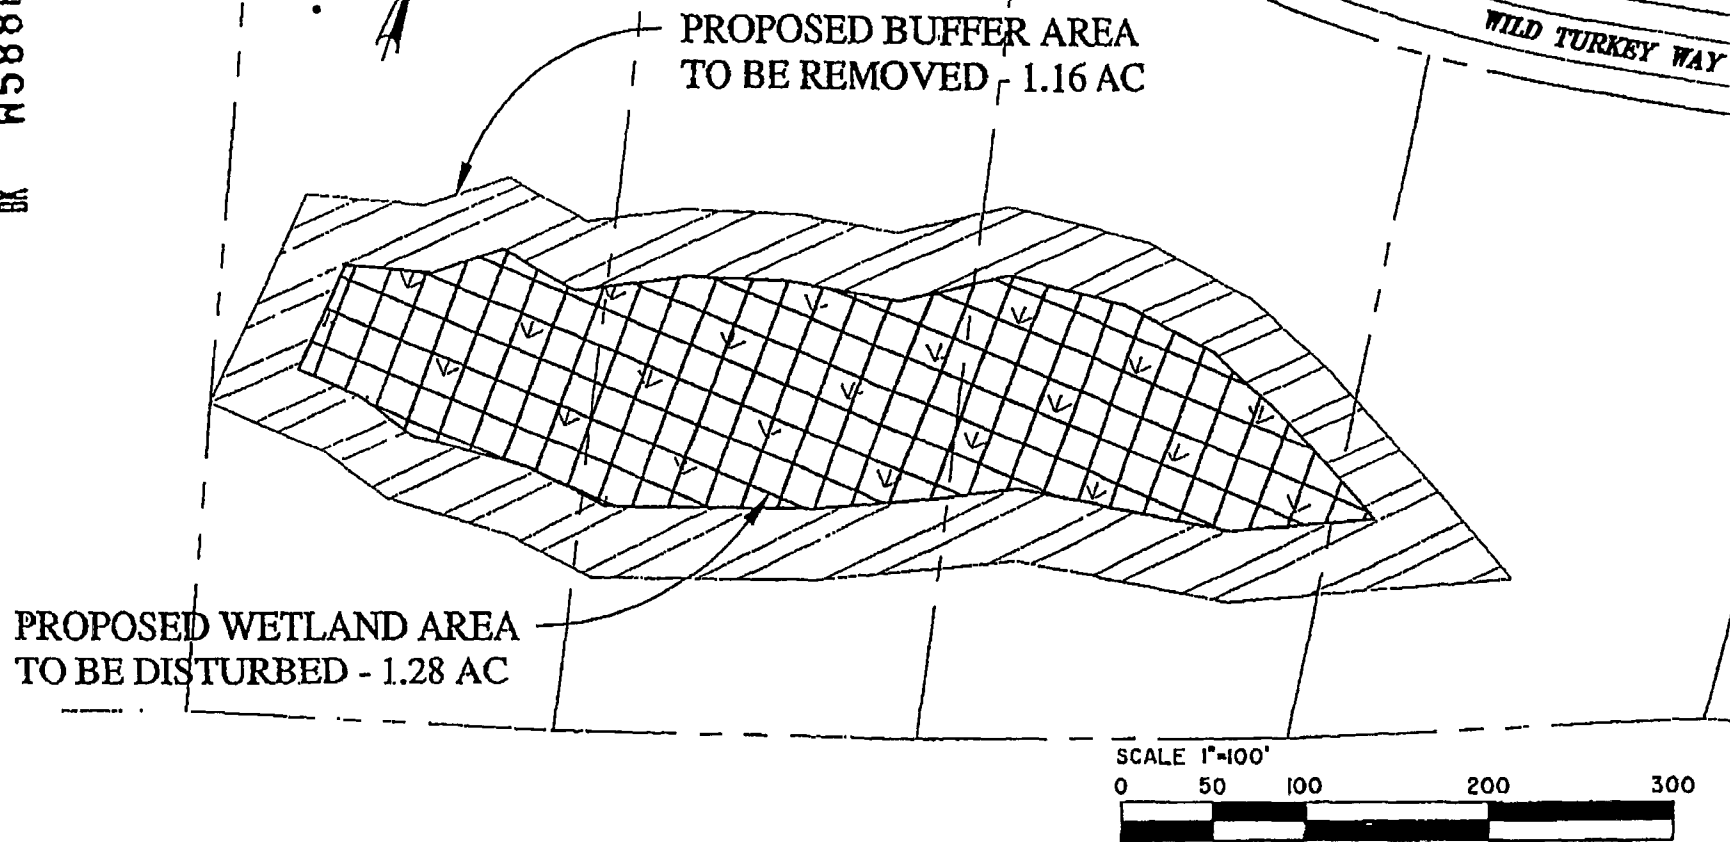 PROPOSED BUFFER AREA
TO BE REMOVED - 1.16 AC
WILD TURKEY WAY
BK
PROPOSED WETLAND AREA
TO BE DISTURBED - 1.28 AC
SCALE 1"=100'
0 50 100 200 300